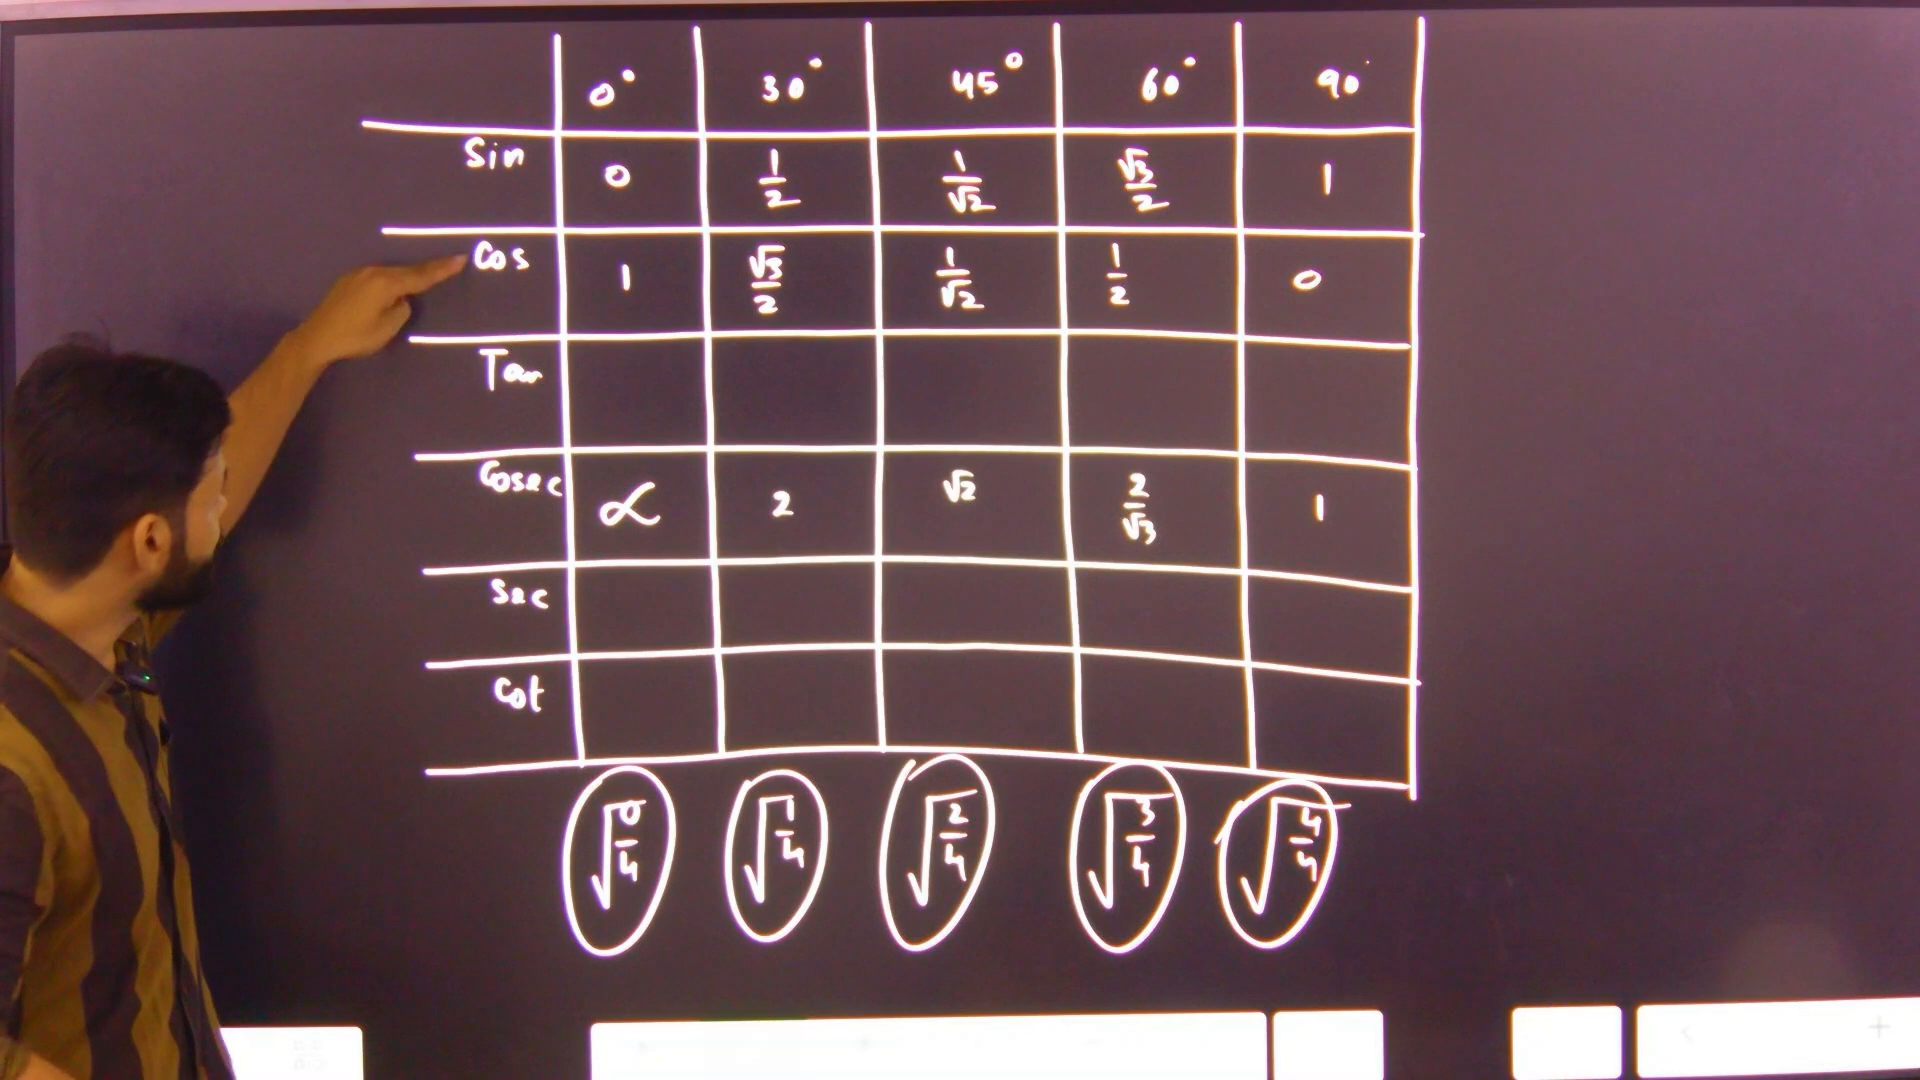 0° 30° 45° 60° 90
Sin 0 1/2 1/√2 √3/2 1
Cos 1 √3/2 1/√2 1/2 0
Tan
Cosec ∝ 2 √2 2/√3 1
Sec
Cot
√0/4 √1/4 √2/4 √3/4 √4/4